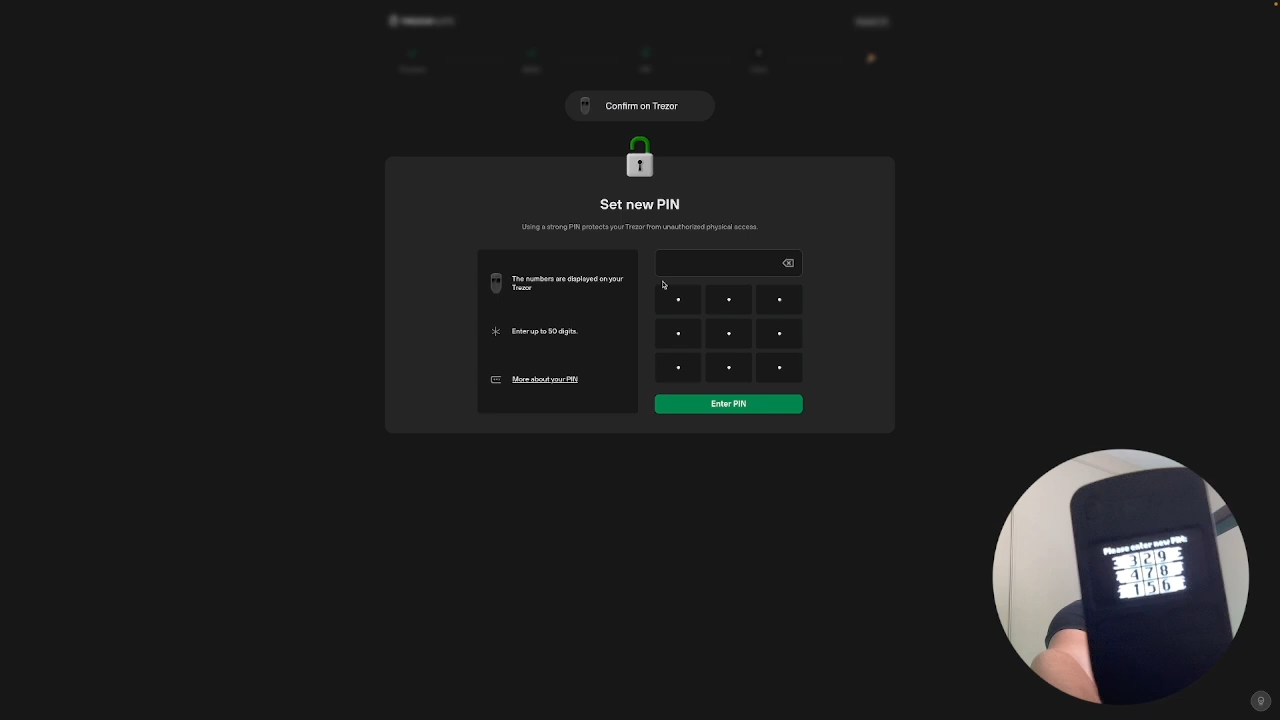 TREZOR
Confirm on Trezor
Set new PIN
Using a strong PIN protects your Trezor from unauthorized physical access.
The numbers are displayed on your
Trezor
Enter up to 50 digits.
More about your PIN
Enter PIN
Please enter new PIN:
3 2 9
4 7 8
1 5 6